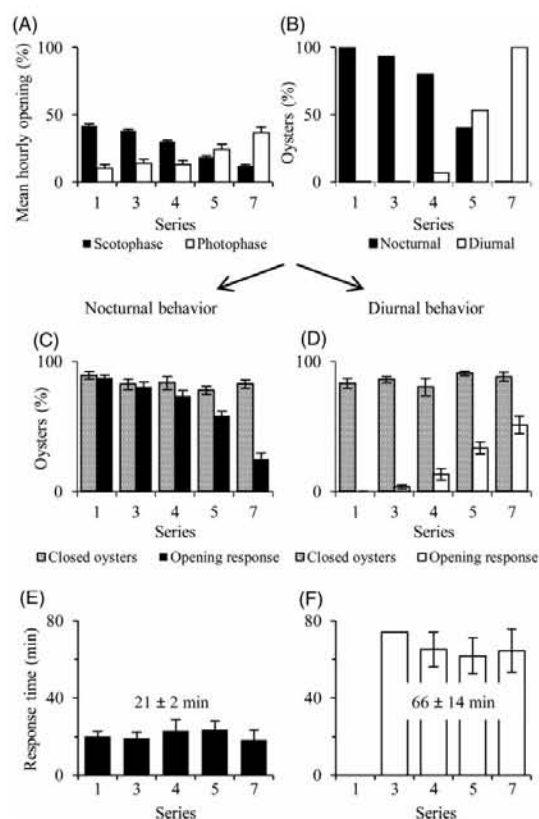 (A)
Mean hourly opening (%)
100
50
0
1 3 4 5 7
Series
■Scotophase □Photophase
(B)
Oysters (%)
100
50
0
1 3 4 5 7
Series
■Nocturnal □Diurnal
Nocturnal behavior
Diurnal behavior
(C)
Oysters (%)
100
0
1 3 4 5 7
Series
Closed oysters ■Opening response
(D)
100
0
1 3 4 5 7
Series
Closed oysters □Opening response
(E)
Response time (min)
80
40
0
21 ± 2 min
1 3 4 5 7
Series
(F)
80
40
0
66 ± 14 min
1 3 4 5 7
Series